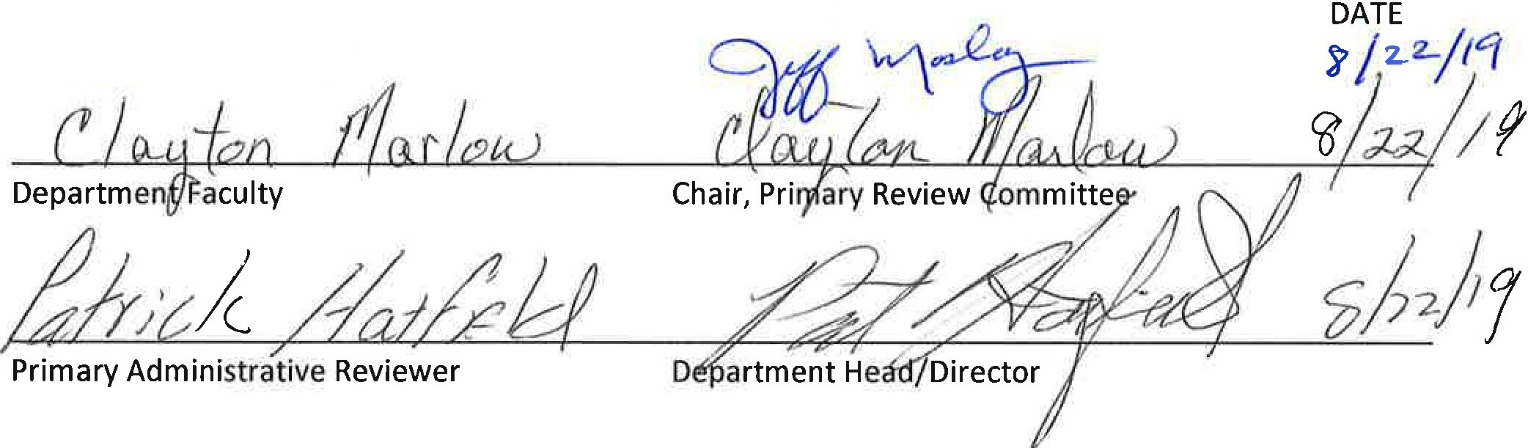 DATE
Jeff Mosley 8/22/19
Clayton Marlow Clayton Marlow 8/22/19
Department Faculty Chair, Primary Review Committee
Patrick Hatfield Pat Hatfield 8/22/19
Primary Administrative Reviewer Department Head/Director